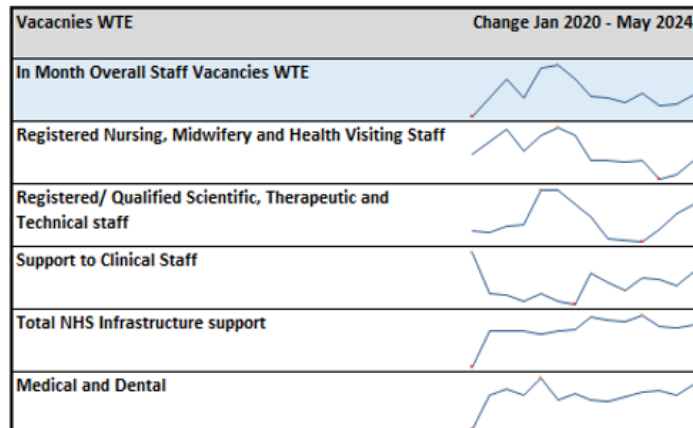 Vacacnies WTE
Change Jan 2020 - May 2024
In Month Overall Staff Vacancies WTE
Registered Nursing, Midwifery and Health Visiting Staff
Registered/ Qualified Scientific, Therapeutic and
Technical staff
Support to Clinical Staff
Total NHS Infrastructure support
Medical and Dental